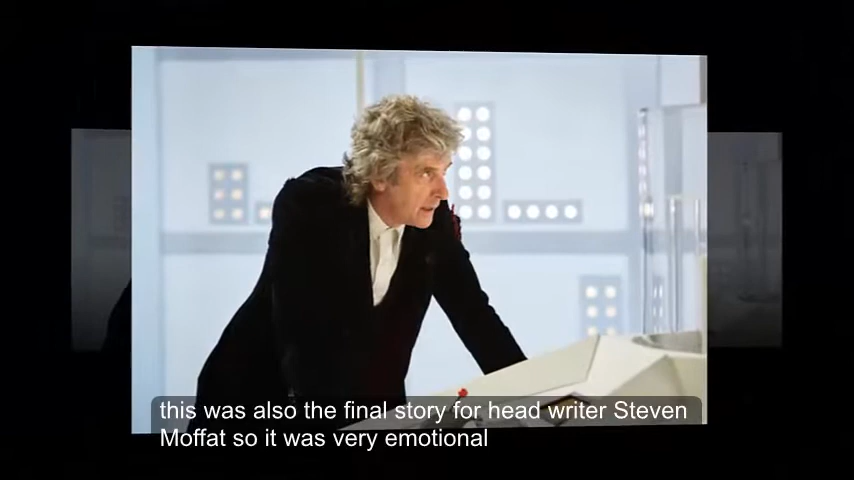 this was also the final story for head writer Steven
Moffat so it was very emotional